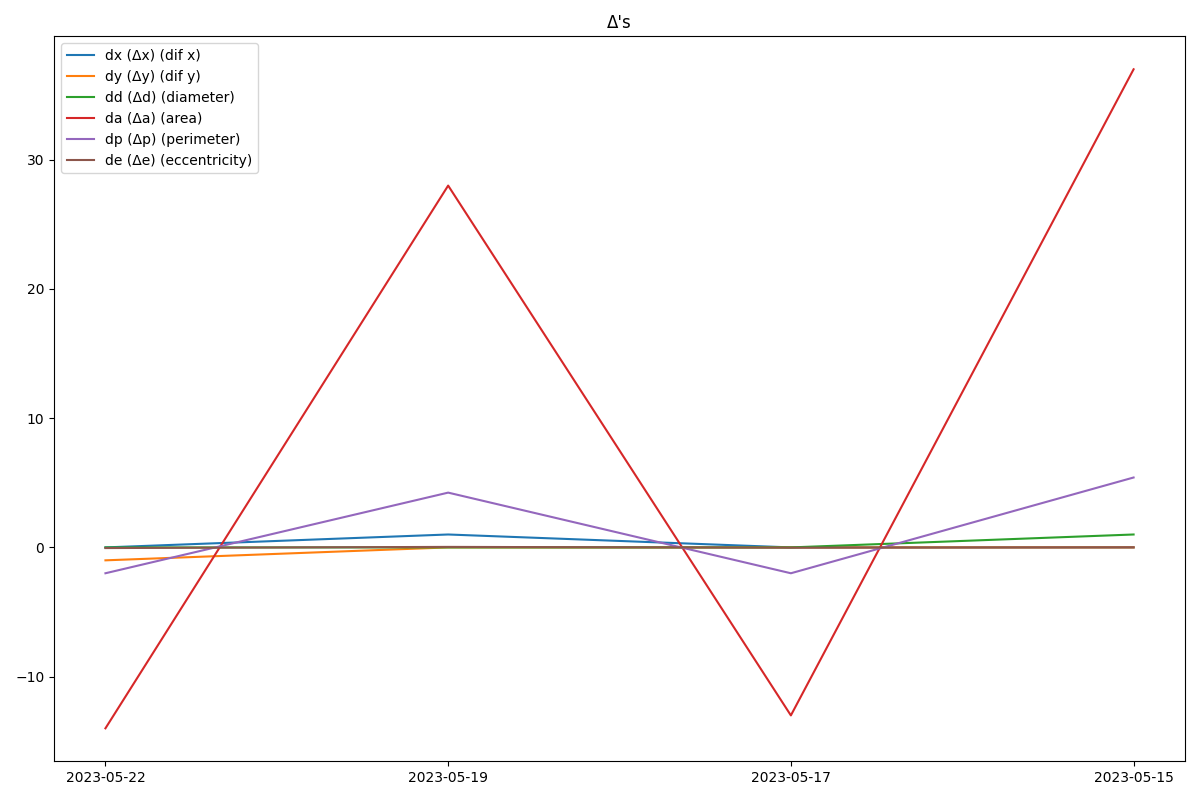 Δ's
dx (Δx) (dif x)
dy (Δy) (dif y)
dd (Δd) (diameter)
da (Δa) (area)
dp (Δp) (perimeter)
de (Δe) (eccentricity)
30
20
10
0
−10
2023-05-22
2023-05-19
2023-05-17
2023-05-15